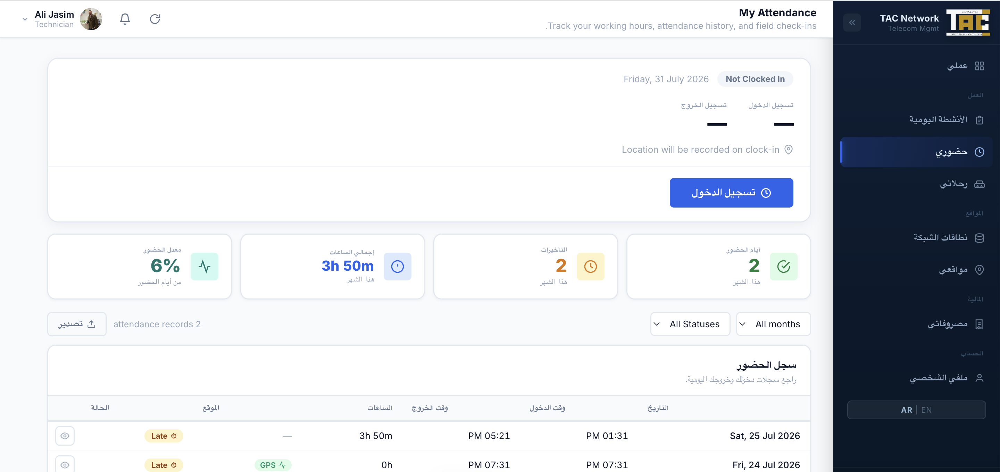 My Attendance
.Track your working hours, attendance history, and field check-ins
Ali Jasim
Technician
TAC Network
Telecom Mgmt
TAC
عملي
العمل
الأنشطة اليومية
حضوري
رحلاتي
المواقع
نطاقات الشبكة
مواقعي
المالية
مصروفاتي
الحساب
ملفي الشخصي
AR | EN
Not Clocked In
Friday, 31 July 2026
تسجيل الدخول
تسجيل الخروج
—
—
Location will be recorded on clock-in
تسجيل الدخول
أيام الحضور
2
هذا الشهر
التأخيرات
2
هذا الشهر
إجمالي الساعات
3h 50m
هذا الشهر
معدل الحضور
6%
من أيام الحضور
All months
All Statuses
attendance records 2
تصدير
سجل الحضور
راجع سجلات دخولك وخروجك اليومية.
التاريخ وقت الدخول وقت الخروج الساعات الموقع الحالة
Sat, 25 Jul 2026 PM 01:31 PM 05:21 3h 50m — Late
Fri, 24 Jul 2026 PM 07:31 PM 07:31 0h GPS Late